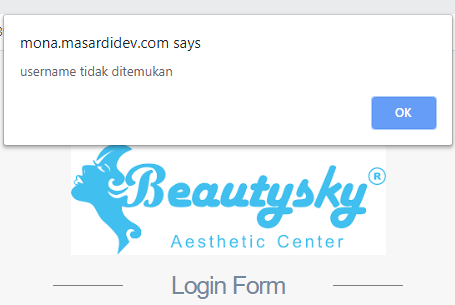 mona.masardidev.com says
username tidak ditemukan
OK
Beautysky®
Aesthetic Center
Login Form